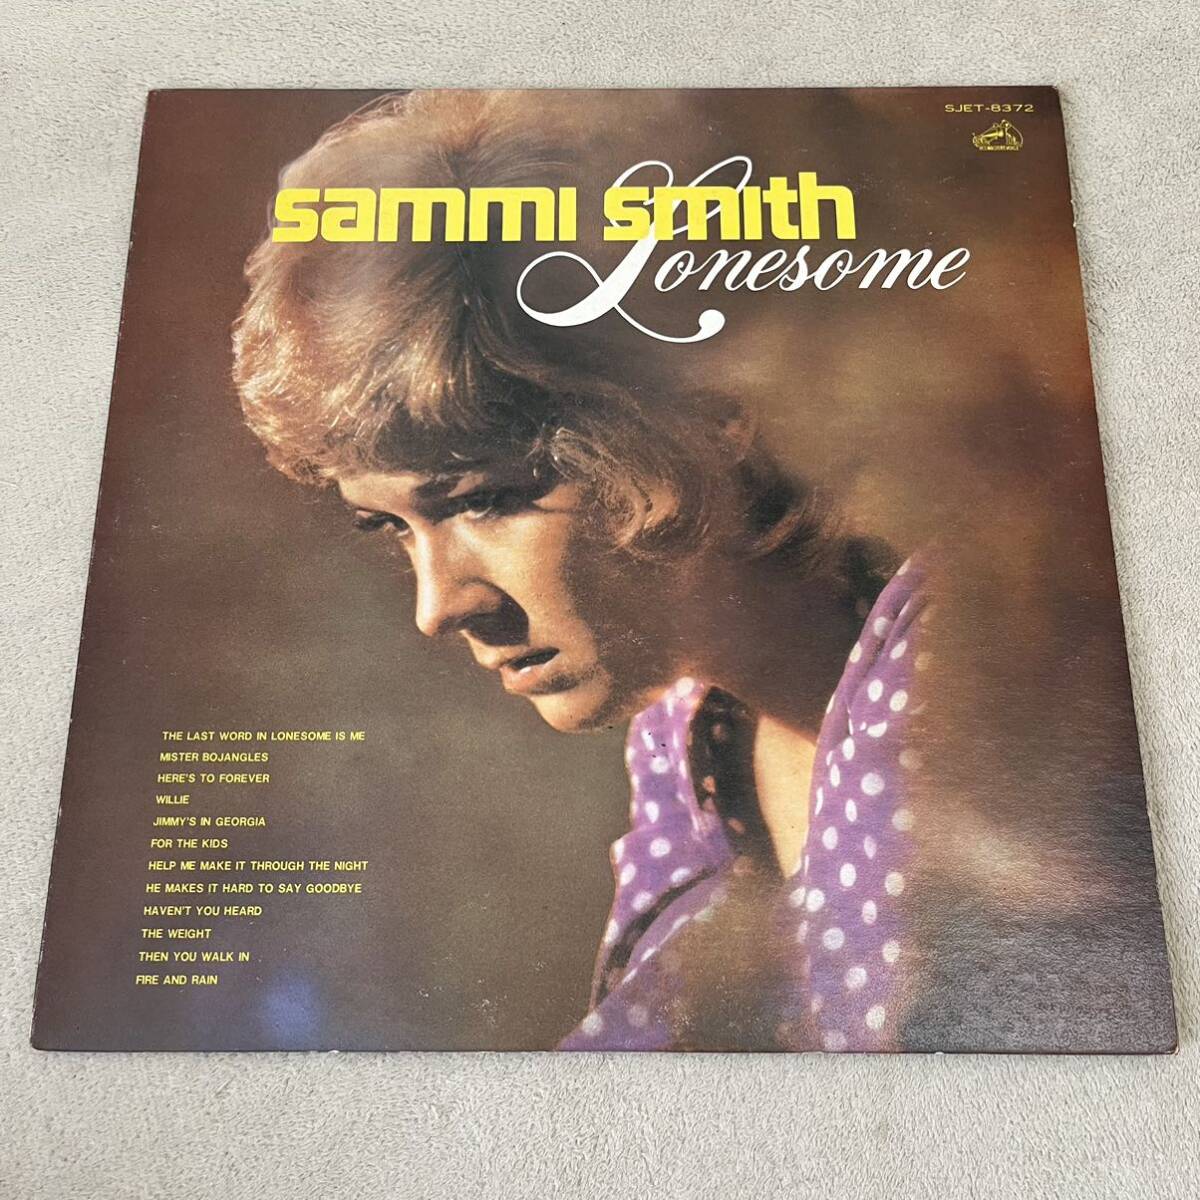 SJET-8372
sammi smith
Lonesome
THE LAST WORD IN LONESOME IS ME
MISTER BOJANGLES
HERE'S TO FOREVER
WILLIE
JIMMY'S IN GEORGIA
FOR THE KIDS
HELP ME MAKE IT THROUGH THE NIGHT
HE MAKES IT HARD TO SAY GOODBYE
HAVEN'T YOU HEARD
THE WEIGHT
THEN YOU WALK IN
FIRE AND RAIN